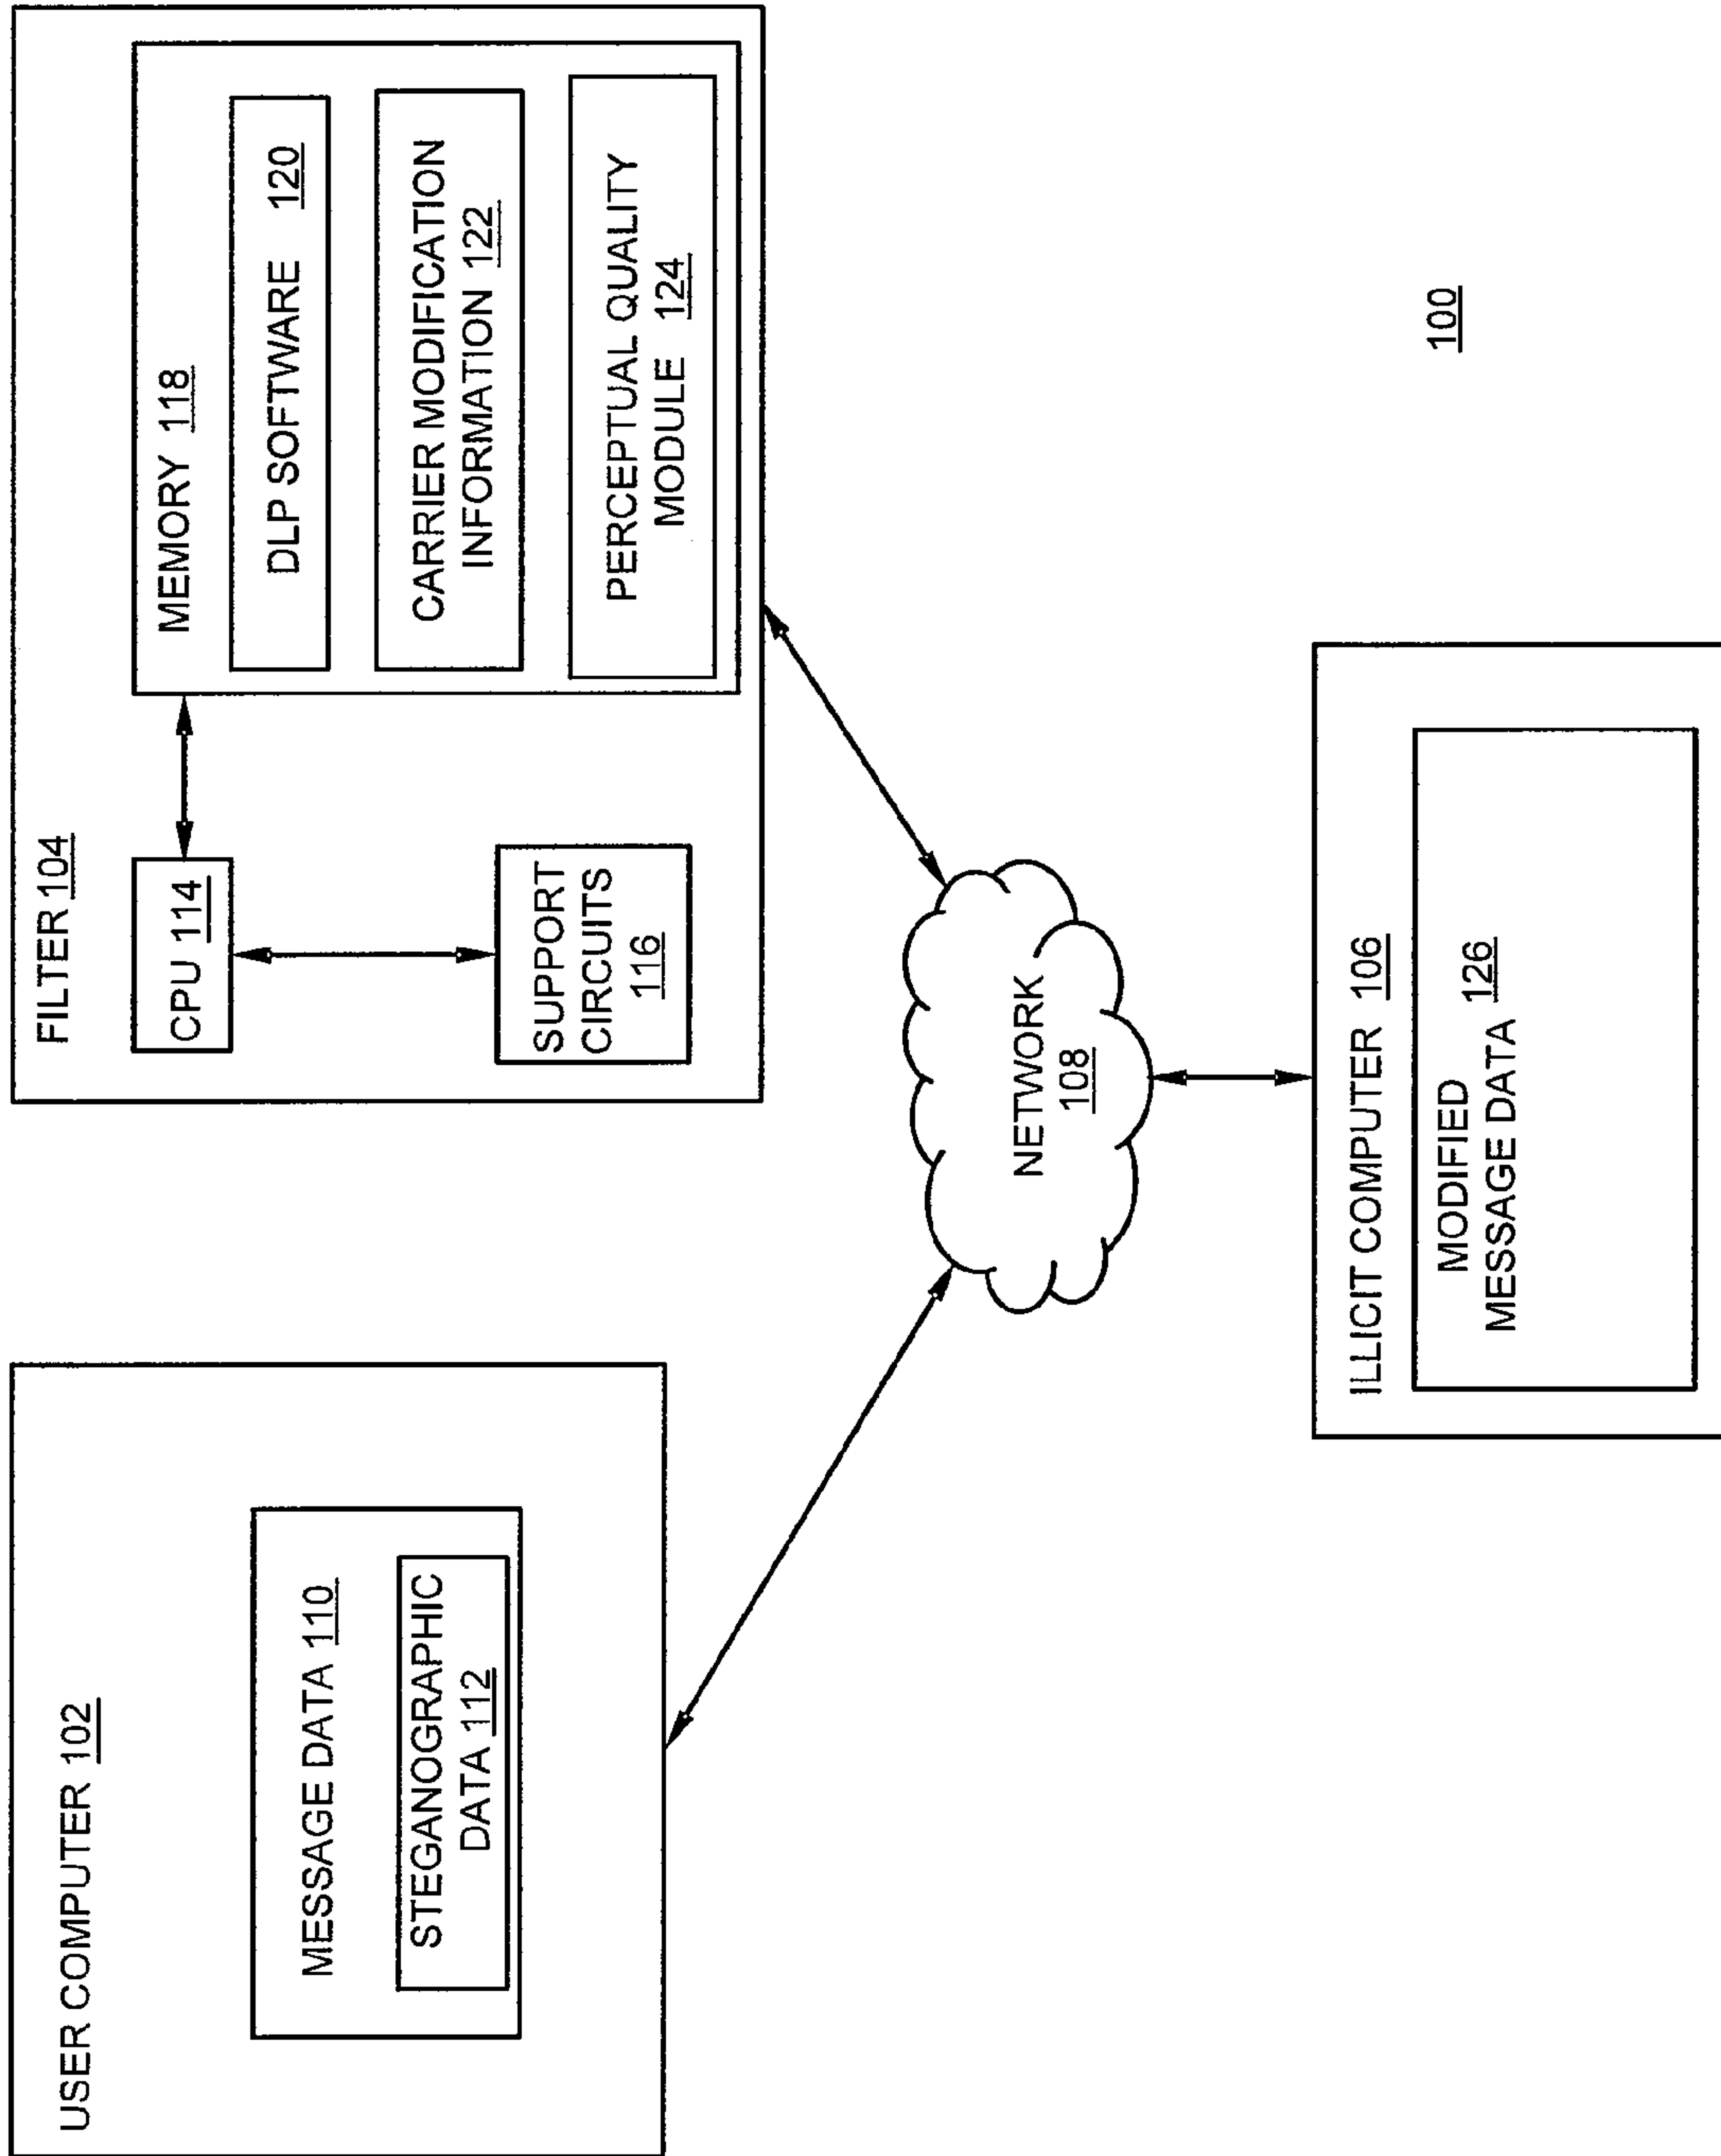 USER COMPUTER 102
MESSAGE DATA 110
STEGANOGRAPHIC
DATA 112
FILTER 104
CPU 114
SUPPORT
CIRCUITS
116
MEMORY 118
DLP SOFTWARE 120
CARRIER MODIFICATION
INFORMATION 122
PERCEPTUAL QUALITY
MODULE 124
NETWORK
108
ILLICIT COMPUTER 106
MODIFIED
MESSAGE DATA 126
100